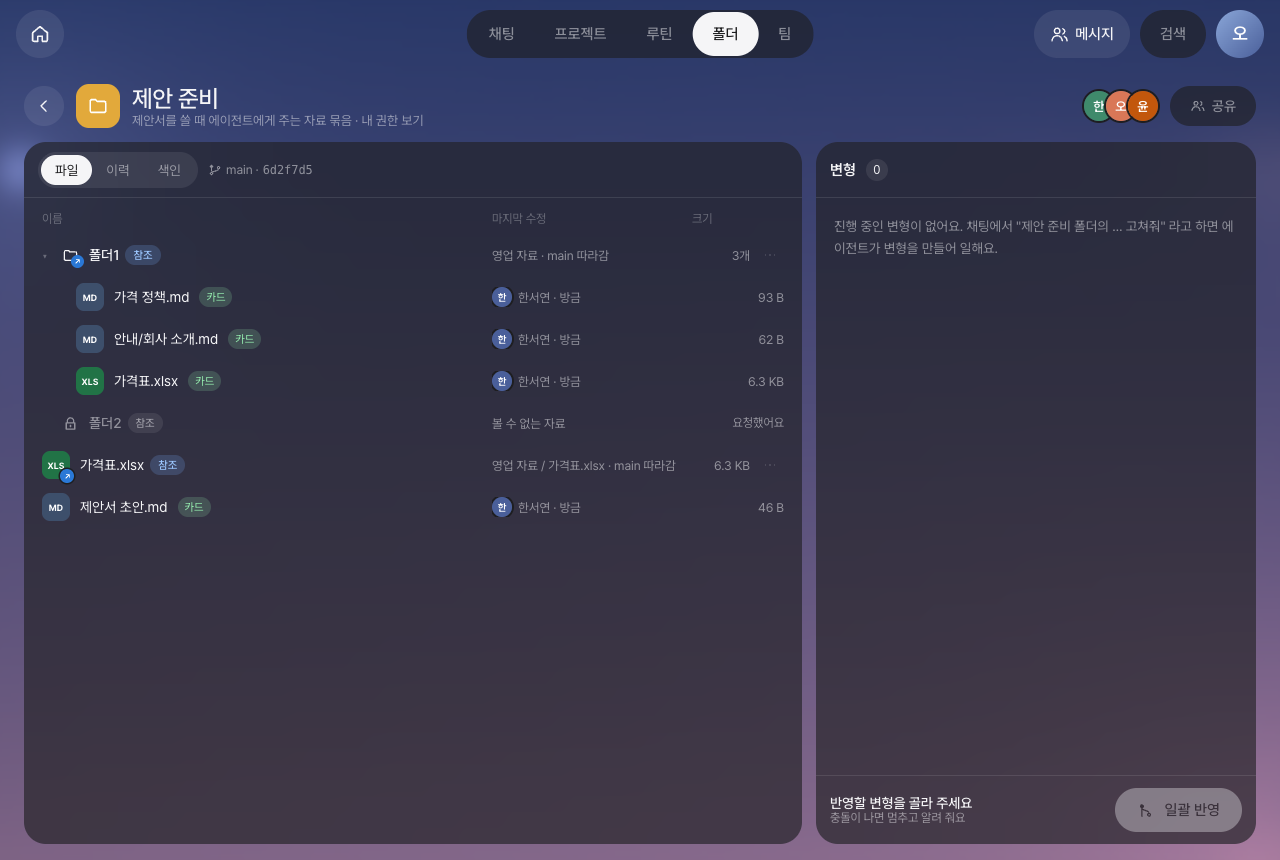 채팅
프로젝트
루틴
폴더
팀
메시지
검색
오
제안 준비
제안서를 쓸 때 에이전트에게 주는 자료 묶음 · 내 권한 보기
한
오
윤
공유
파일
이력
색인
main · 6d2f7d5
이름
마지막 수정
크기
폴더1 참조 영업 자료 · main 따라감 3개 ···
MD 가격 정책.md 카드 한 한서연 · 방금 93 B
MD 안내/회사 소개.md 카드 한 한서연 · 방금 62 B
XLS 가격표.xlsx 카드 한 한서연 · 방금 6.3 KB
폴더2 참조 볼 수 없는 자료 요청했어요
XLS 가격표.xlsx 참조 영업 자료 / 가격표.xlsx · main 따라감 6.3 KB ···
MD 제안서 초안.md 카드 한 한서연 · 방금 46 B
변형 0
진행 중인 변형이 없어요. 채팅에서 "제안 준비 폴더의 … 고쳐줘" 라고 하면 에
이전트가 변형을 만들어 일해요.
반영할 변형을 골라 주세요
충돌이 나면 멈추고 알려 줘요
일괄 반영